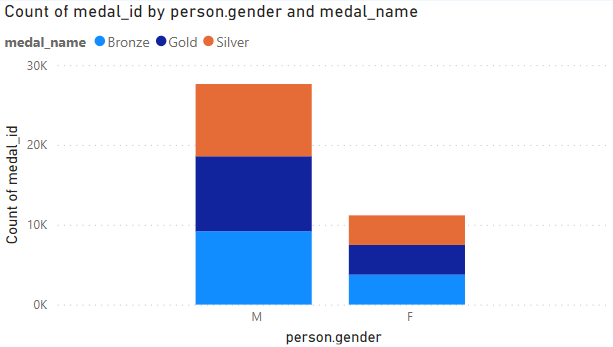 Count of medal_id by person.gender and medal_name
medal_name Bronze Gold Silver
30K
20K
10K
0K
Count of medal_id
M F
person.gender